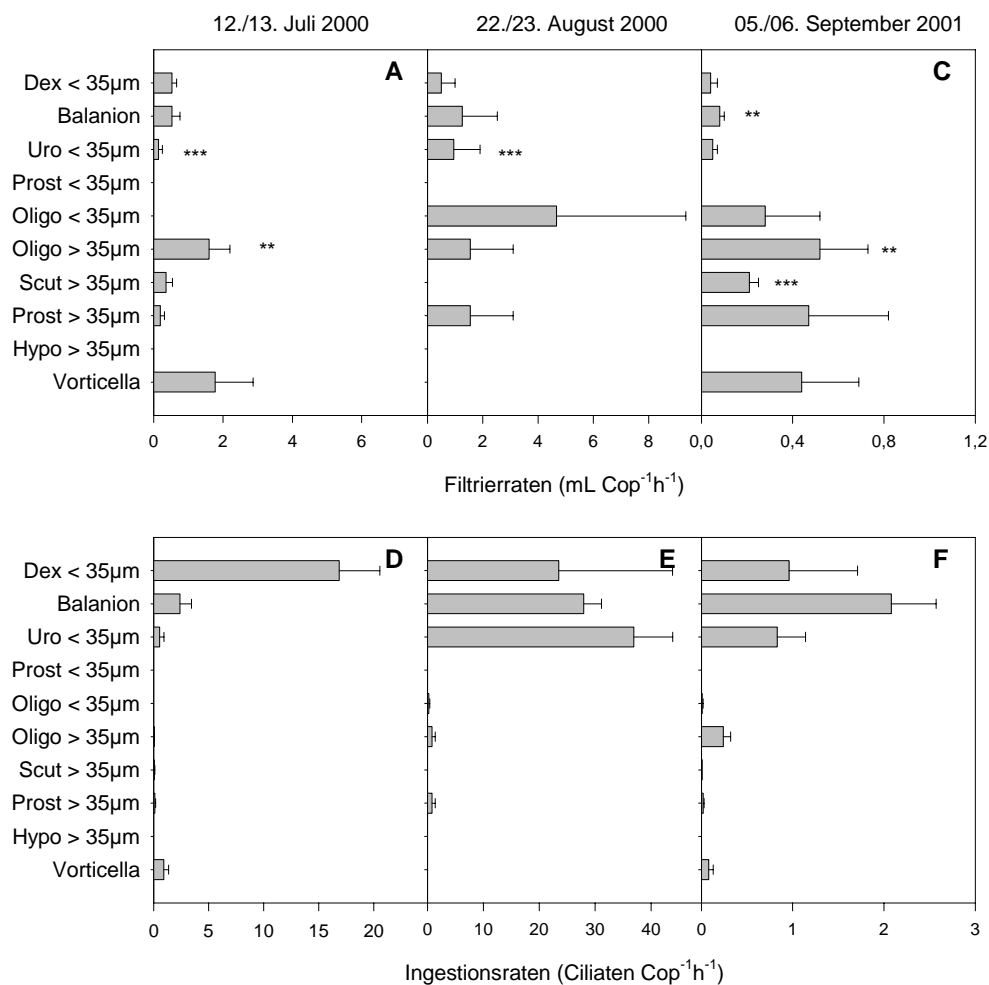 12./13. Juli 2000 22./23. August 2000 05./06. September 2001
A C
Dex < 35µm
Balanion **
Uro < 35µm *** ***
Prost < 35µm
Oligo < 35µm
Oligo > 35µm ** **
Scut > 35µm ***
Prost > 35µm
Hypo > 35µm
Vorticella
0 2 4 6 0 2 4 6 8 0,0 0,4 0,8 1,2
Filtrierraten (mL Cop⁻¹h⁻¹)
D E F
Dex < 35µm
Balanion
Uro < 35µm
Prost < 35µm
Oligo < 35µm
Oligo > 35µm
Scut > 35µm
Prost > 35µm
Hypo > 35µm
Vorticella
0 5 10 15 20 0 10 20 30 40 0 1 2 3
Ingestionsraten (Ciliaten Cop⁻¹h⁻¹)